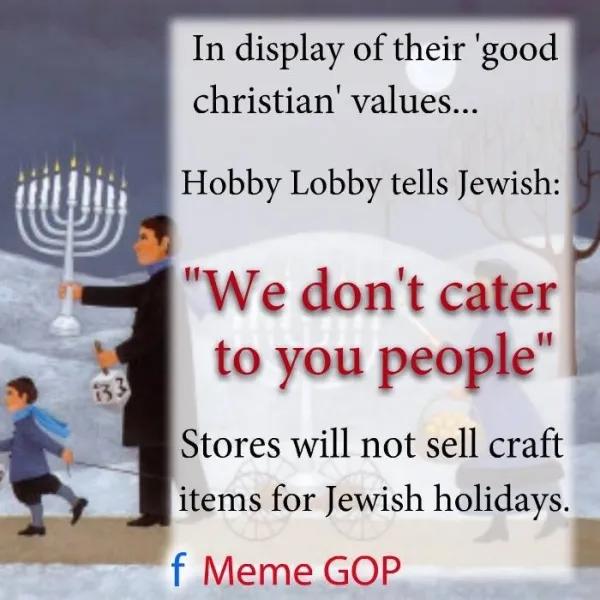 In display of their 'good
christian' values...
Hobby Lobby tells Jewish:
"We don't cater
to you people"
Stores will not sell craft
items for Jewish holidays.
f Meme GOP